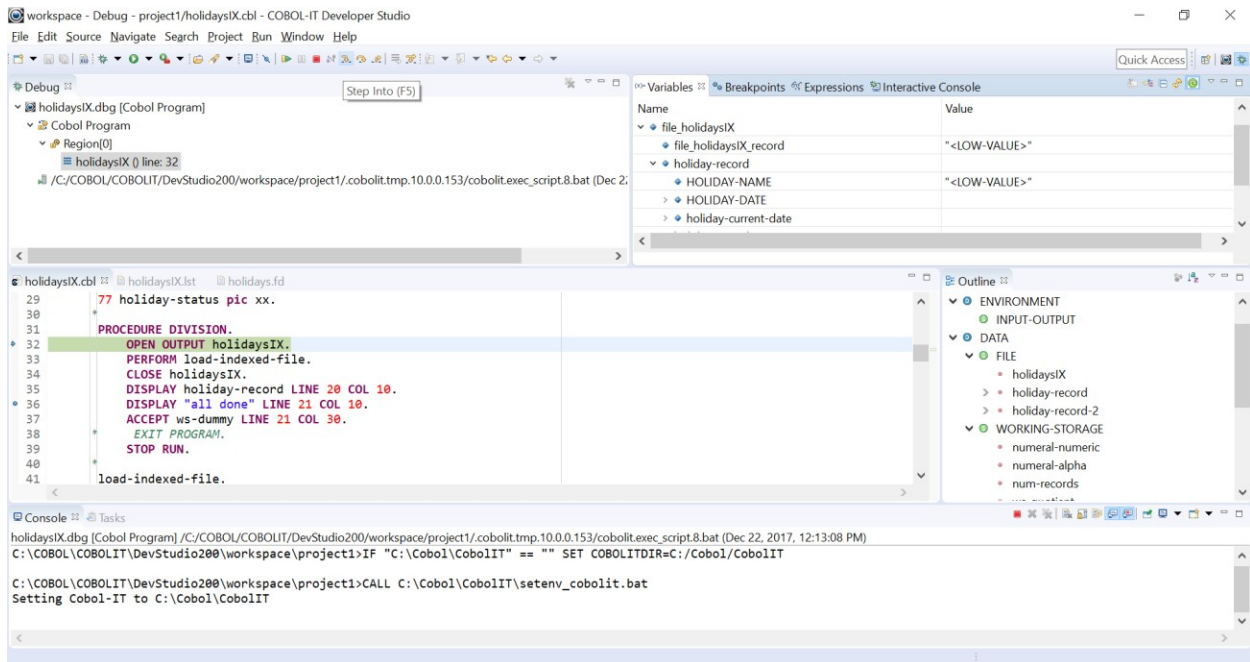 workspace - Debug - project1/holidaysIX.cbl - COBOL-IT Developer Studio
File Edit Source Navigate Search Project Run Window Help
Quick Access
Step Into (F5)
Debug
holidaysIX.dbg [Cobol Program]
Cobol Program
Region[0]
holidaysIX () line: 32
/C:/COBOL/COBOLIT/DevStudio200/workspace/project1/.cobolit.tmp.10.0.0.153/cobolit.exec_script.8.bat (Dec 2
Variables Breakpoints Expressions Interactive Console
Name Value
file_holidaysIX
file_holidaysIX_record "<LOW-VALUE>"
holiday-record
HOLIDAY-NAME "<LOW-VALUE>"
HOLIDAY-DATE
holiday-current-date
holidaysIX.cbl holidaysIX.lst holidays.fd
29 77 holiday-status pic xx.
30 *
31 PROCEDURE DIVISION.
32 OPEN OUTPUT holidaysIX.
33 PERFORM load-indexed-file.
34 CLOSE holidaysIX.
35 DISPLAY holiday-record LINE 20 COL 10.
36 DISPLAY "all done" LINE 21 COL 10.
37 ACCEPT ws-dummy LINE 21 COL 30.
38 * EXIT PROGRAM.
39 STOP RUN.
40 *
41 load-indexed-file.
Outline
ENVIRONMENT
INPUT-OUTPUT
DATA
FILE
holidaysIX
holiday-record
holiday-record-2
WORKING-STORAGE
numeral-numeric
numeral-alpha
num-records
Console Tasks
holidaysIX.dbg [Cobol Program] /C:/COBOL/COBOLIT/DevStudio200/workspace/project1/.cobolit.tmp.10.0.0.153/cobolit.exec_script.8.bat (Dec 22, 2017, 12:13:08 PM)
C:\COBOL\COBOLIT\DevStudio200\workspace\project1>IF "C:\Cobol\CobolIT" == "" SET COBOLITDIR=C:/Cobol/CobolIT
C:\COBOL\COBOLIT\DevStudio200\workspace\project1>CALL C:\Cobol\CobolIT\setenv_cobolit.bat
Setting Cobol-IT to C:\Cobol\CobolIT